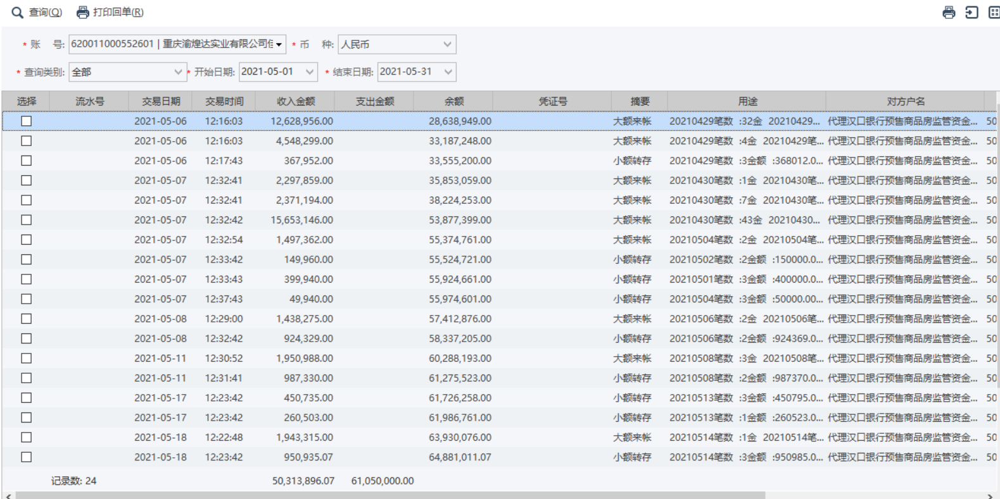 查询(Q) 打印回单(R)
* 账 号: 620011000552601 | 重庆渝煌达实业有限公司 * 币 种: 人民币
* 查询类别: 全部 * 开始日期: 2021-05-01 * 结束日期: 2021-05-31
选择 流水号 交易日期 交易时间 收入金额 支出金额 余额 凭证号 摘要 用途 对方户名
2021-05-06 12:16:03 12,628,956.00 28,638,949.00 大额来帐 20210429笔数 :32金 20210429... 代理汉口银行预售商品房监管资金... 50
2021-05-06 12:16:03 4,548,299.00 33,187,248.00 大额来帐 20210429笔数 :4金 20210429笔... 代理汉口银行预售商品房监管资金... 50
2021-05-06 12:17:43 367,952.00 33,555,200.00 小额转存 20210429笔数 :3金额 :368012.0... 代理汉口银行预售商品房监管资金... 50
2021-05-07 12:32:41 2,297,859.00 35,853,059.00 大额来帐 20210430笔数 :1金 20210430笔... 代理汉口银行预售商品房监管资金... 50
2021-05-07 12:32:41 2,371,194.00 38,224,253.00 大额来帐 20210430笔数 :7金 20210430笔... 代理汉口银行预售商品房监管资金... 50
2021-05-07 12:32:42 15,653,146.00 53,877,399.00 大额来帐 20210430笔数 :43金 20210430... 代理汉口银行预售商品房监管资金... 50
2021-05-07 12:32:54 1,497,362.00 55,374,761.00 大额来帐 20210504笔数 :2金 20210504笔... 代理汉口银行预售商品房监管资金... 50
2021-05-07 12:33:42 149,960.00 55,524,721.00 小额转存 20210502笔数 :2金额 :150000.0... 代理汉口银行预售商品房监管资金... 50
2021-05-07 12:33:43 399,940.00 55,924,661.00 小额转存 20210501笔数 :3金额 :400000.0... 代理汉口银行预售商品房监管资金... 50
2021-05-07 12:37:43 49,940.00 55,974,601.00 小额转存 20210504笔数 :3金额 :50000.00... 代理汉口银行预售商品房监管资金... 50
2021-05-08 12:29:00 1,438,275.00 57,412,876.00 大额来帐 20210506笔数 :2金 20210506笔... 代理汉口银行预售商品房监管资金... 50
2021-05-08 12:32:42 924,329.00 58,337,205.00 小额转存 20210506笔数 :2金额 :924369.0... 代理汉口银行预售商品房监管资金... 50
2021-05-11 12:30:52 1,950,988.00 60,288,193.00 大额来帐 20210508笔数 :3金 20210508笔... 代理汉口银行预售商品房监管资金... 50
2021-05-11 12:31:41 987,330.00 61,275,523.00 小额转存 20210508笔数 :2金额 :987370.0... 代理汉口银行预售商品房监管资金... 50
2021-05-17 12:23:42 450,735.00 61,726,258.00 小额转存 20210513笔数 :3金额 :450795.0... 代理汉口银行预售商品房监管资金... 50
2021-05-17 12:23:42 260,503.00 61,986,761.00 小额转存 20210513笔数 :1金额 :260523.0... 代理汉口银行预售商品房监管资金... 50
2021-05-18 12:22:48 1,943,315.00 63,930,076.00 大额来帐 20210514笔数 :1金 20210514笔... 代理汉口银行预售商品房监管资金... 50
2021-05-18 12:23:42 950,935.07 64,881,011.07 小额转存 20210514笔数 :3金额 :950985.0... 代理汉口银行预售商品房监管资金... 50
记录数: 24 50,313,896.07 61,050,000.00